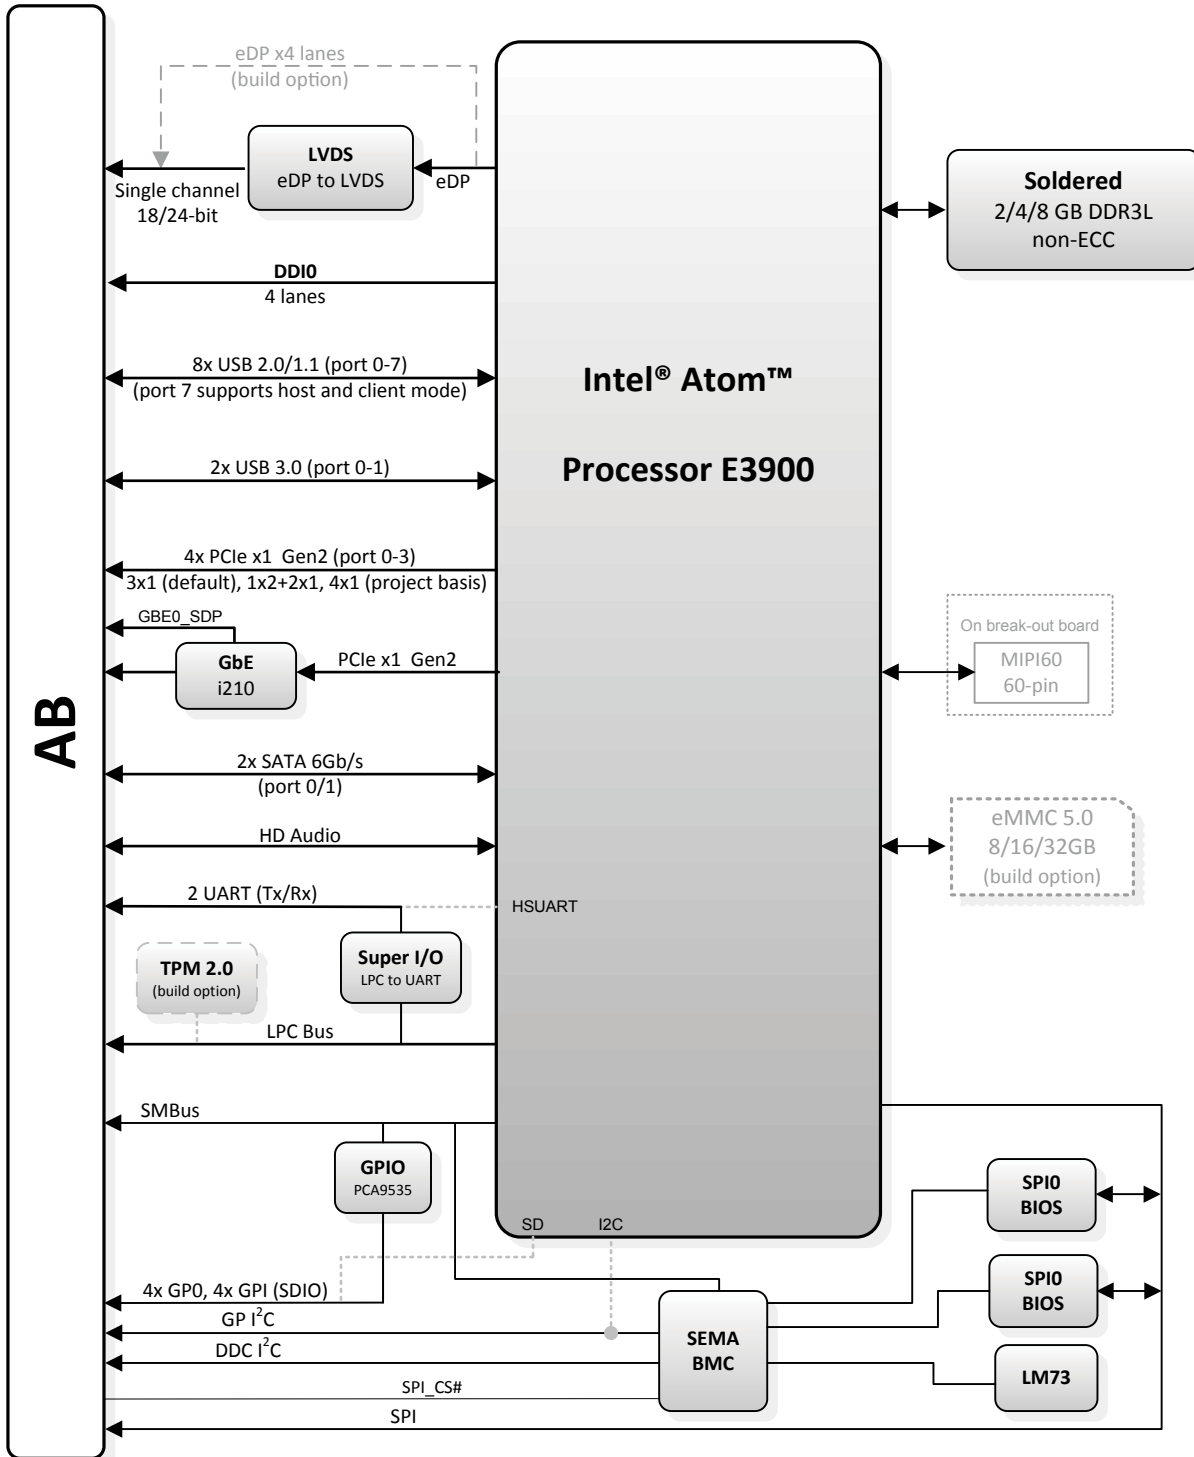 eDP x4 lanes
(build option)
LVDS
eDP to LVDS
eDP
Single channel
18/24-bit
Soldered
2/4/8 GB DDR3L
non-ECC
DDI0
4 lanes
8x USB 2.0/1.1 (port 0-7)
(port 7 supports host and client mode)
Intel® Atom™
Processor E3900
2x USB 3.0 (port 0-1)
4x PCIe x1 Gen2 (port 0-3)
3x1 (default), 1x2+2x1, 4x1 (project basis)
GBE0_SDP
GbE
i210
PCIe x1 Gen2
On break-out board
MIPI60
60-pin
AB
2x SATA 6Gb/s
(port 0/1)
HD Audio
eMMC 5.0
8/16/32GB
(build option)
2 UART (Tx/Rx)
HSUART
Super I/O
LPC to UART
TPM 2.0
(build option)
LPC Bus
SMBus
GPIO
PCA9535
SD
I2C
SPI0
BIOS
4x GP0, 4x GPI (SDIO)
GP I²C
DDC I²C
SEMA
BMC
SPI0
BIOS
LM73
SPI_CS#
SPI